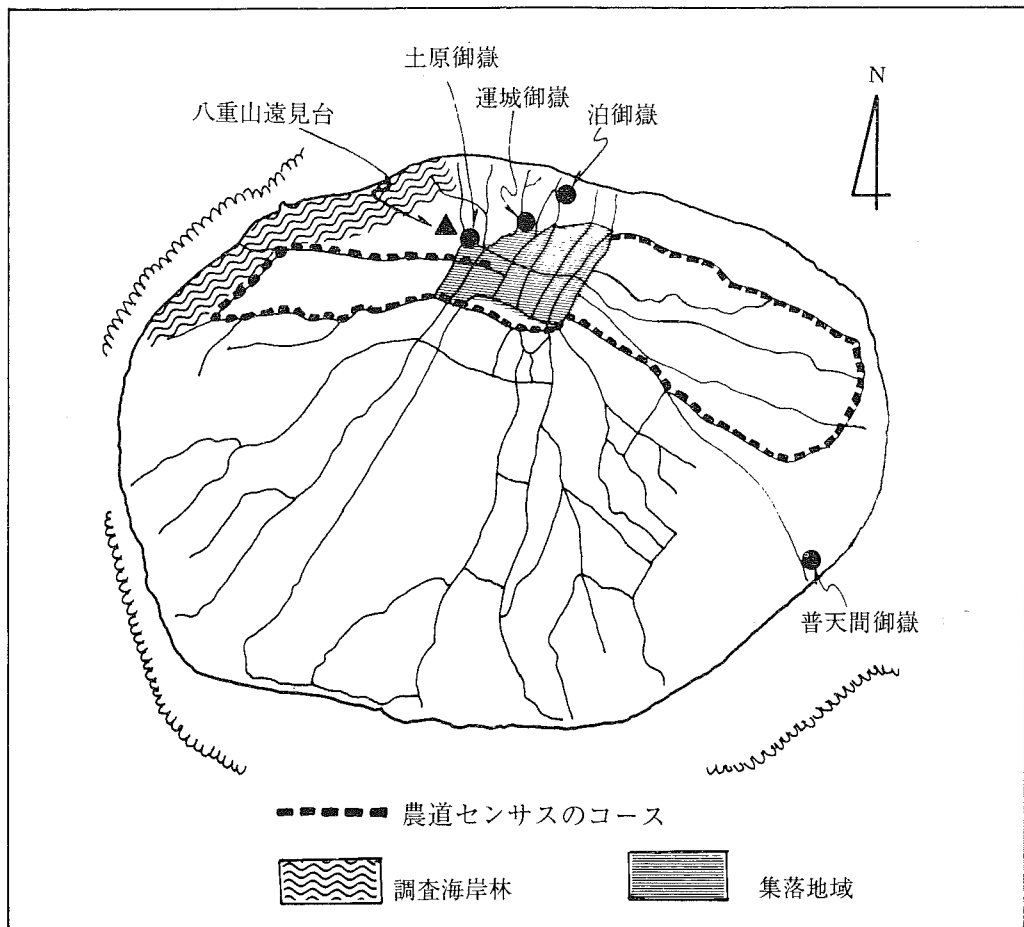 土原御嶽
運城御嶽
八重山遠見台
泊御嶽
N
普天間御嶽
農道センサスのコース
調査海岸林
集落地域